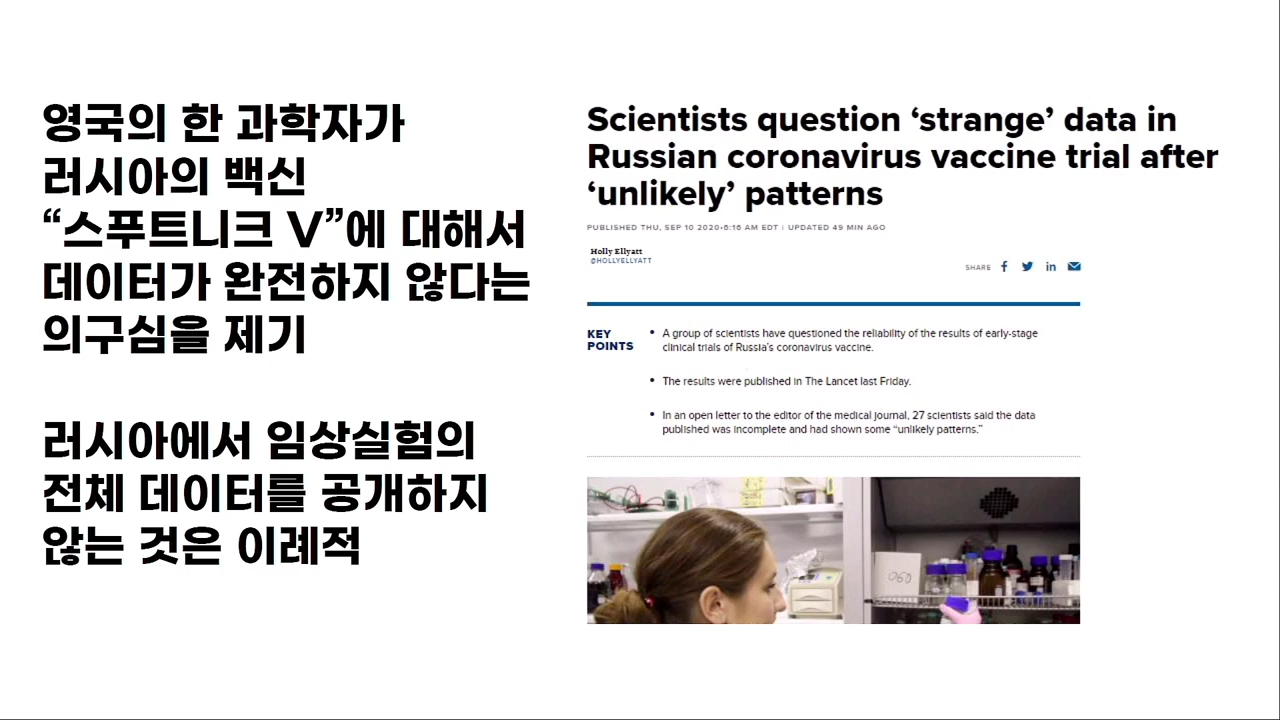 영국의 한 과학자가
러시아의 백신
“스푸트니크 V”에 대해서
데이터가 완전하지 않다는
의구심을 제기
러시아에서 임상실험의
전체 데이터를 공개하지
않는 것은 이례적
Scientists question ‘strange’ data in
Russian coronavirus vaccine trial after
‘unlikely’ patterns
PUBLISHED THU, SEP 10 2020•6:16 AM EDT | UPDATED 49 MIN AGO
Holly Ellyatt
@HOLLYELLYATT
SHARE
KEY
POINTS
• A group of scientists have questioned the reliability of the results of early-stage
clinical trials of Russia’s coronavirus vaccine.
• The results were published in The Lancet last Friday.
• In an open letter to the editor of the medical journal, 27 scientists said the data
published was incomplete and had shown some “unlikely patterns.”
060